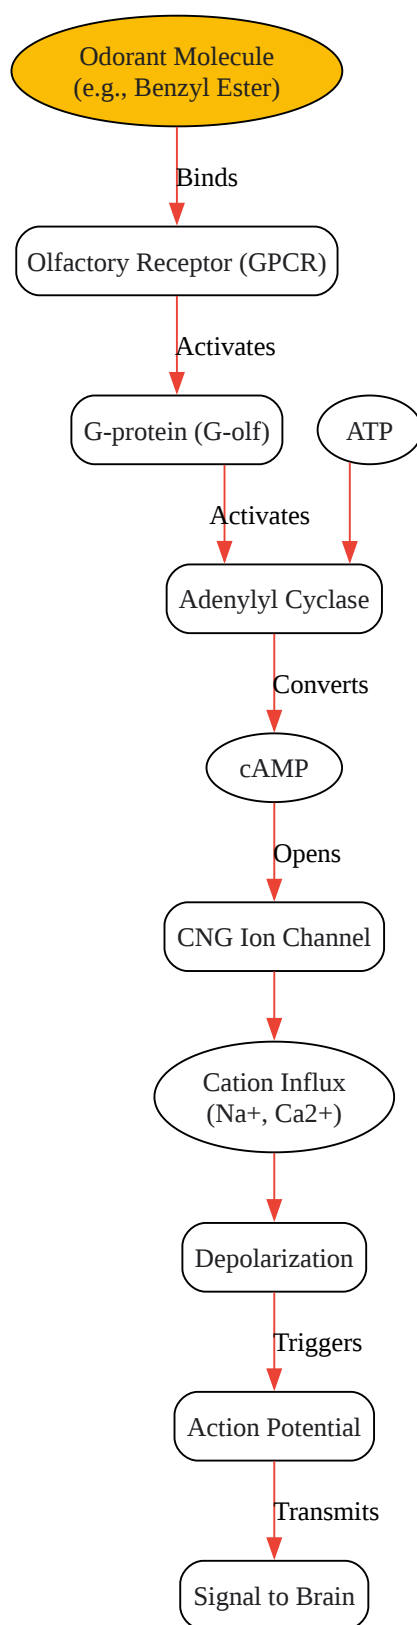 Odorant Molecule
(e.g., Benzyl Ester)
Binds
Olfactory Receptor (GPCR)
Activates
G-protein (G-olf)
ATP
Activates
Adenylyl Cyclase
Converts
cAMP
Opens
CNG Ion Channel
Cation Influx
(Na+, Ca2+)
Depolarization
Triggers
Action Potential
Transmits
Signal to Brain